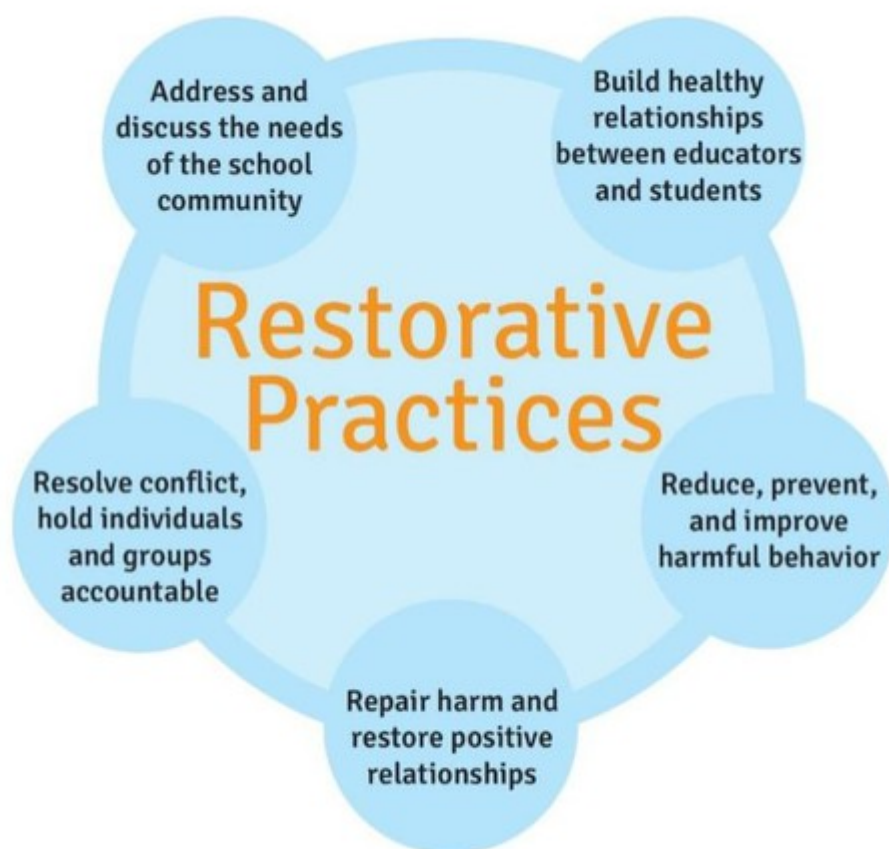 Address and
discuss the needs
of the school
community
Build healthy
relationships
between educators
and students
Restorative
Practices
Resolve conflict,
hold individuals
and groups
accountable
Reduce, prevent,
and improve
harmful behavior
Repair harm and
restore positive
relationships